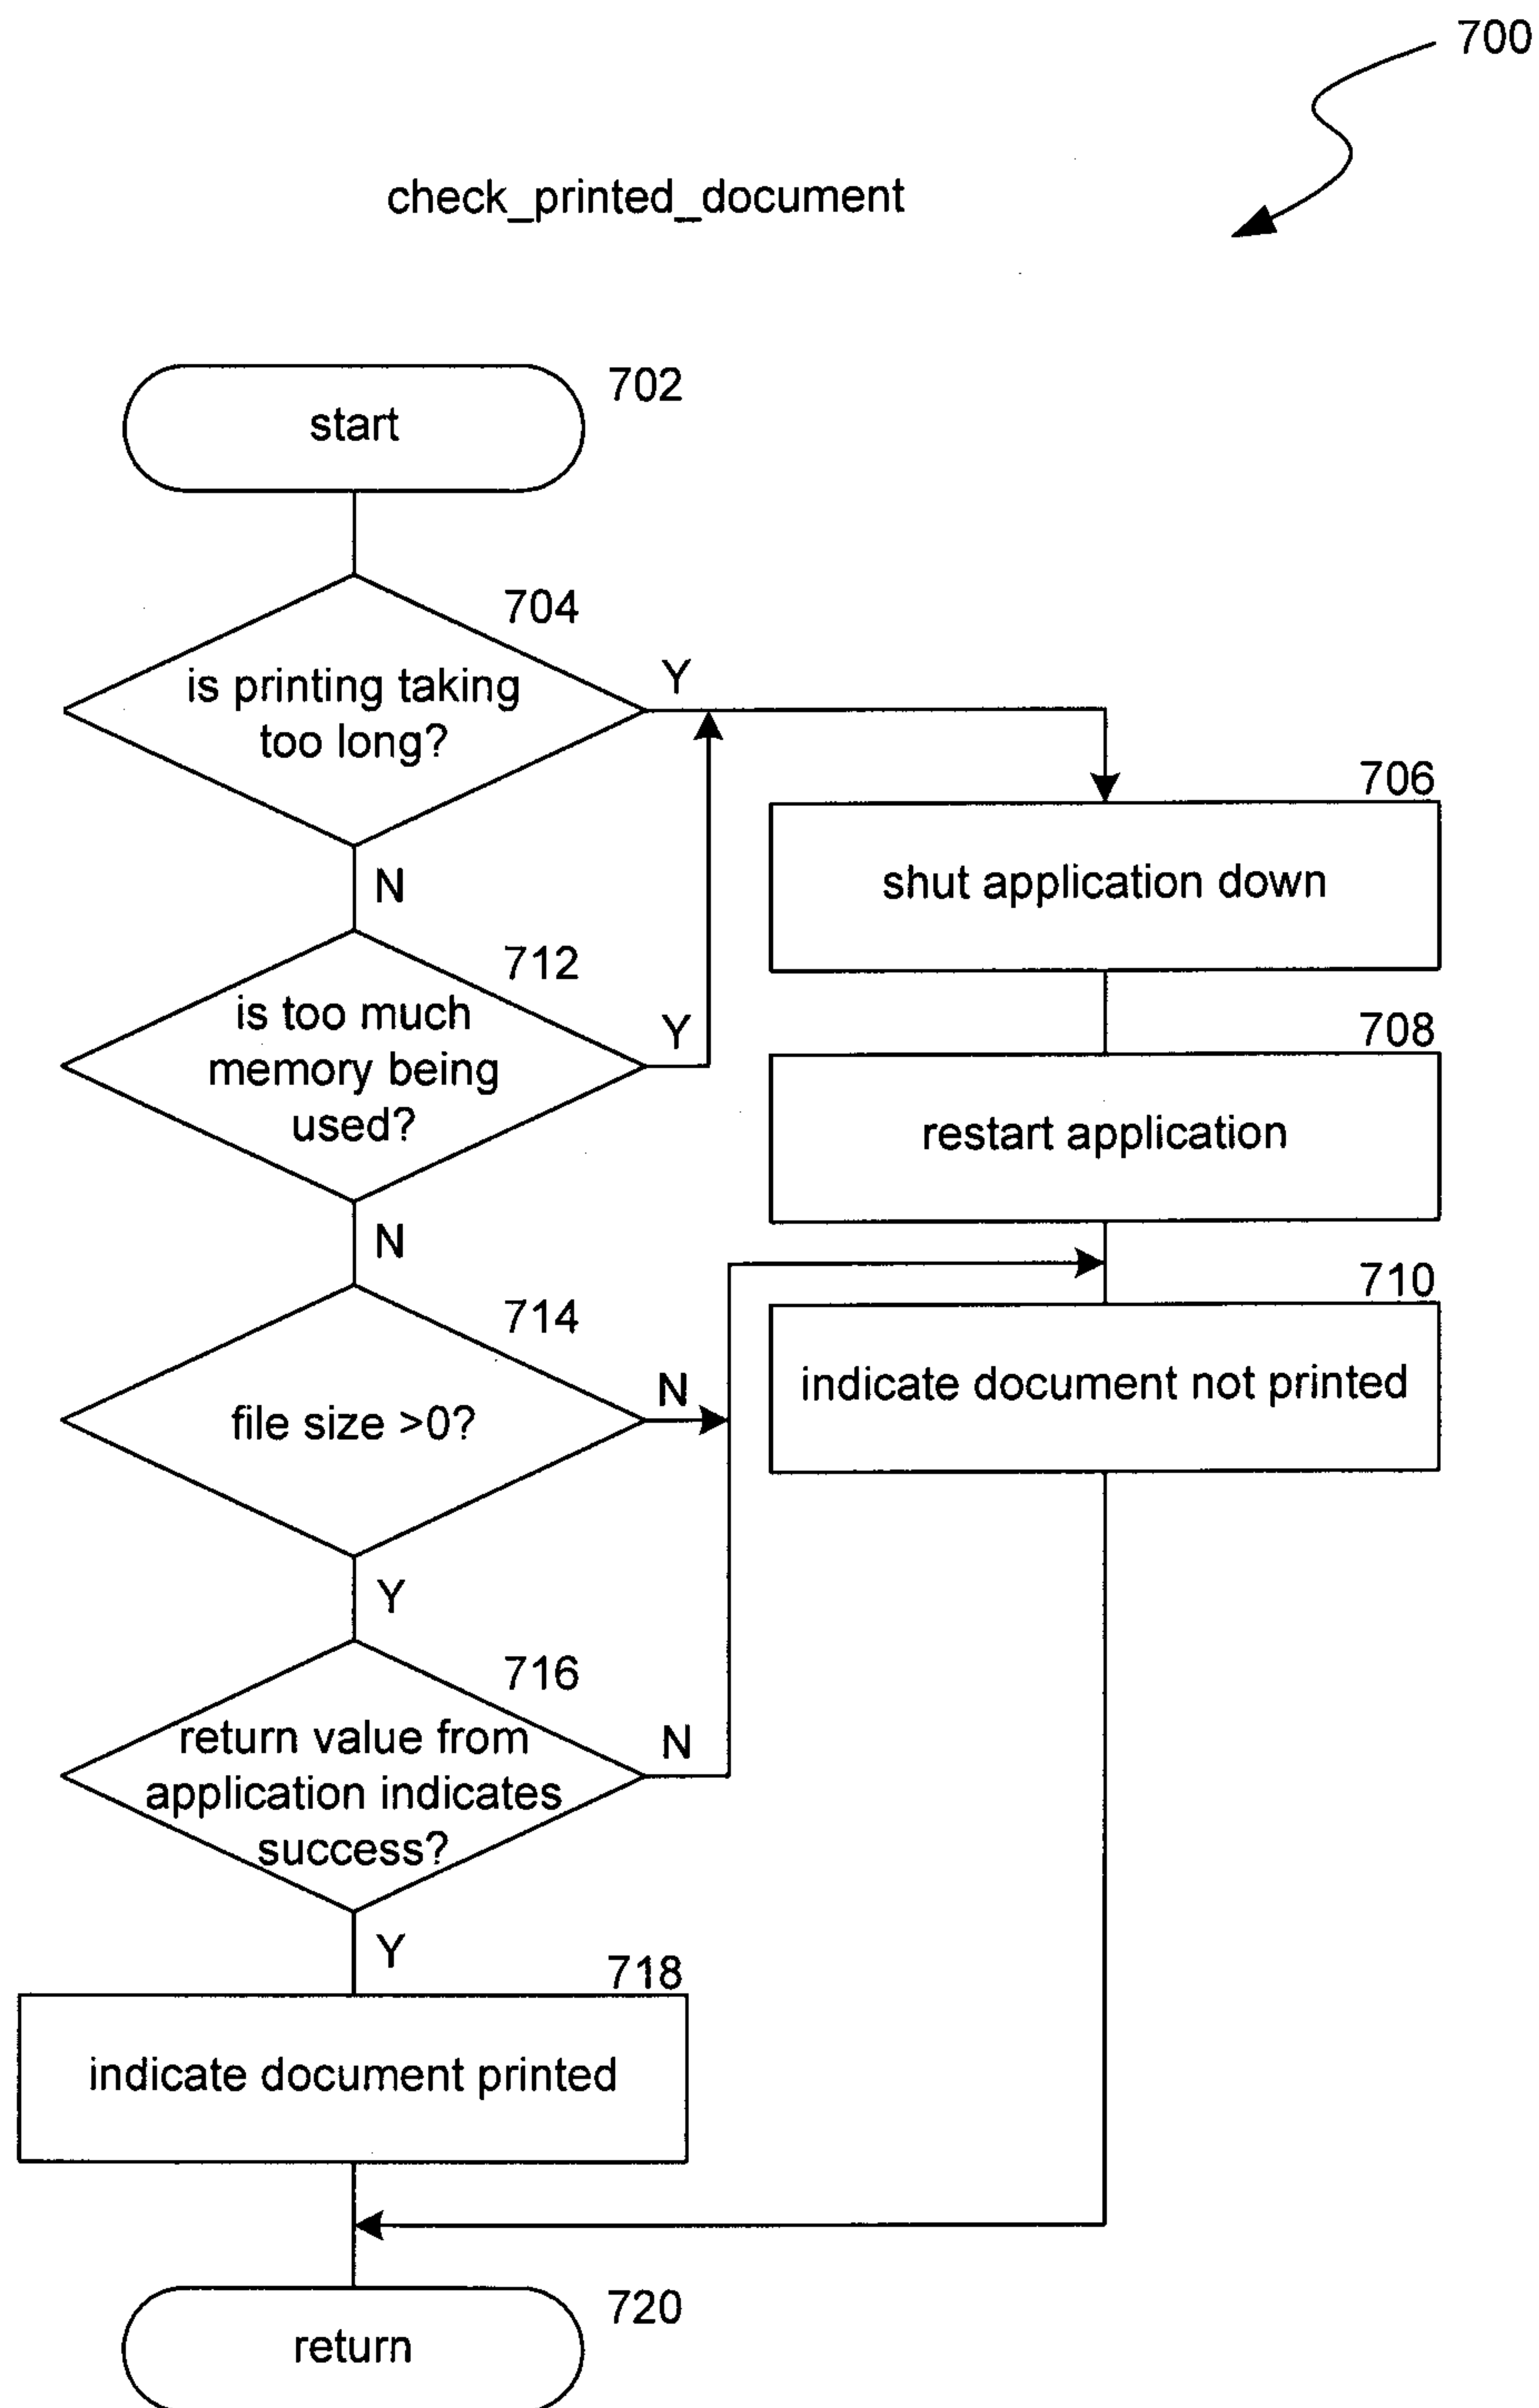 700
check_printed_document
702
start
704
is printing taking
too long?
Y
706
shut application down
N
712
is too much
memory being
used?
Y
708
restart application
N
714
file size >0?
N
710
indicate document not printed
Y
716
return value from
application indicates
success?
N
Y
718
indicate document printed
720
return